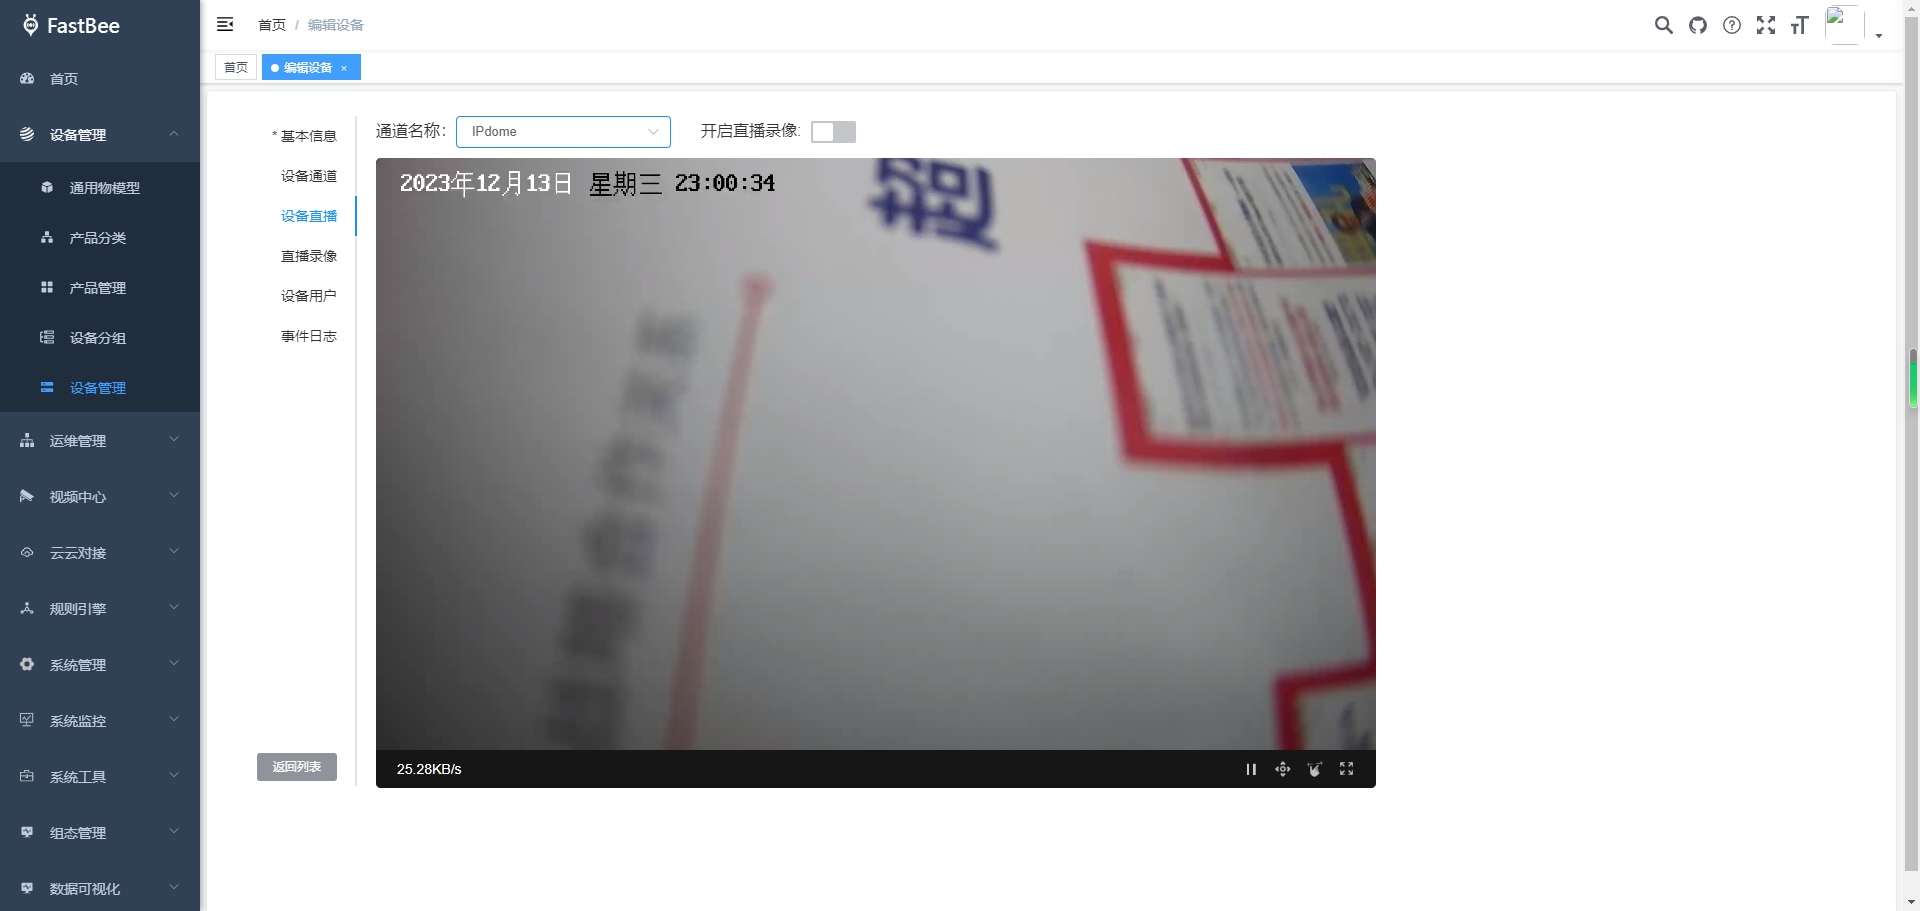 FastBee
首页 / 编辑设备
首页
编辑设备 ×
首页
设备管理
通用物模型
产品分类
产品管理
设备分组
设备管理
运维管理
视频中心
云云对接
规则引擎
系统管理
系统监控
系统工具
组态管理
数据可视化
* 基本信息
设备通道
设备直播
直播录像
设备用户
事件日志
返回列表
通道名称: IPdome
开启直播录像:
2023年12月13日 星期三 23:00:34
25.28KB/s